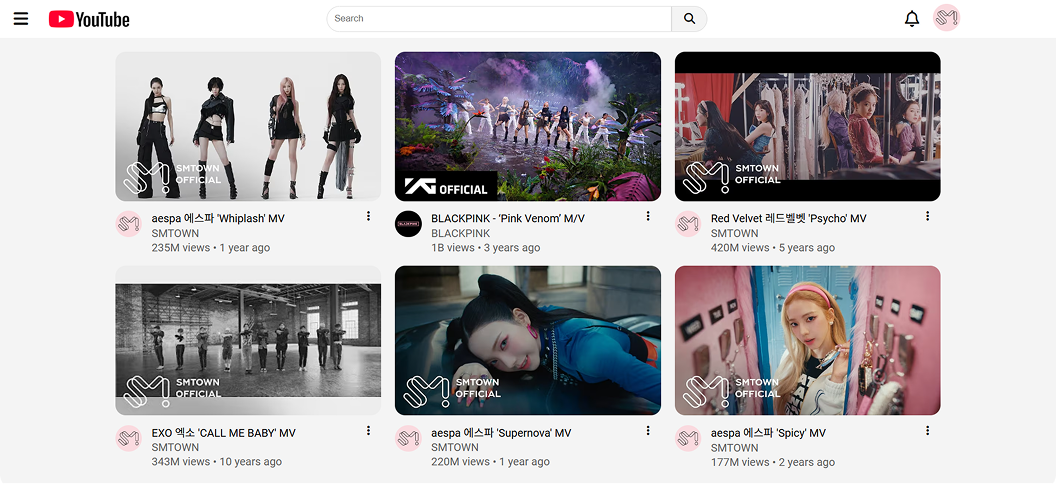 YouTube
Search
SMTOWN
OFFICIAL
aespa 에스파 'Whiplash' MV
SMTOWN
235M views • 1 year ago
YG OFFICIAL
BLACKPINK
BLACKPINK - ‘Pink Venom’ M/V
BLACKPINK
1B views • 3 years ago
SMTOWN
OFFICIAL
Red Velvet 레드벨벳 'Psycho' MV
SMTOWN
420M views • 5 years ago
SMTOWN
OFFICIAL
EXO 엑소 'CALL ME BABY' MV
SMTOWN
343M views • 10 years ago
SMTOWN
OFFICIAL
aespa 에스파 'Supernova' MV
SMTOWN
220M views • 1 year ago
SMTOWN
OFFICIAL
aespa 에스파 'Spicy' MV
SMTOWN
177M views • 2 years ago